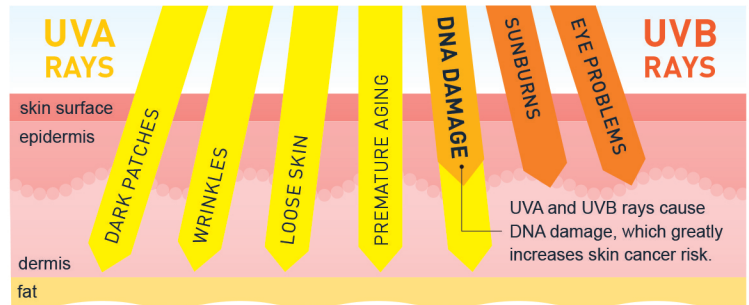 UVA
RAYS
UVB
RAYS
skin surface
epidermis
dermis
fat
DARK PATCHES
WRINKLES
LOOSE SKIN
PREMATURE AGING
DNA DAMAGE
SUNBURNS
EYE PROBLEMS
UVA and UVB rays cause
DNA damage, which greatly
increases skin cancer risk.